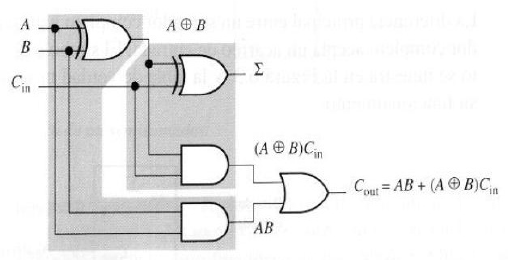 A
A ⊕ B
B
Σ
C_in
(A ⊕ B)C_in
C_out = AB + (A ⊕ B)C_in
AB